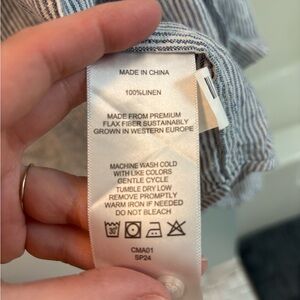 MADE IN CHINA
100%LINEN
MADE FROM PREMIUM
FLAX FIBER SUSTAINABLY
GROWN IN WESTERN EUROPE
MACHINE WASH COLD
WITH LIKE COLORS
GENTLE CYCLE
TUMBLE DRY LOW
REMOVE PROMPTLY
WARM IRON IF NEEDED
DO NOT BLEACH
30
CMA01
SP24